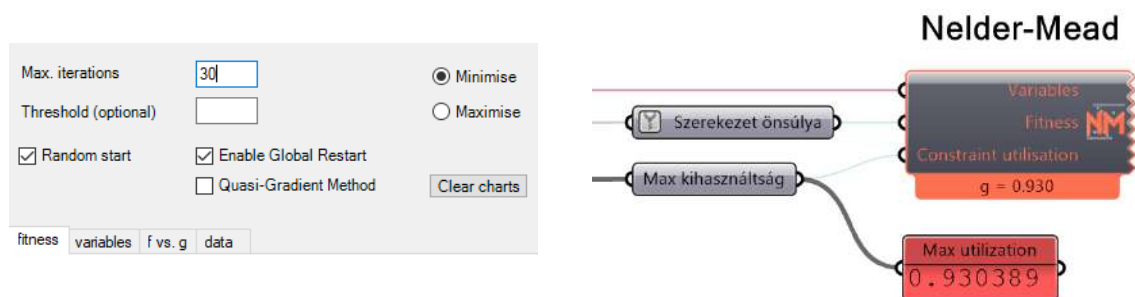 Max. iterations 30 Minimise
Threshold (optional) Maximise
Random start Enable Global Restart
Quasi-Gradient Method Clear charts
fitness variables f vs. g data
Nelder-Mead
Variables
Szerekezet önsúlya Fitness NM
Constraint utilisation
Max kihasználtság
g = 0.930
Max utilization
0.930389